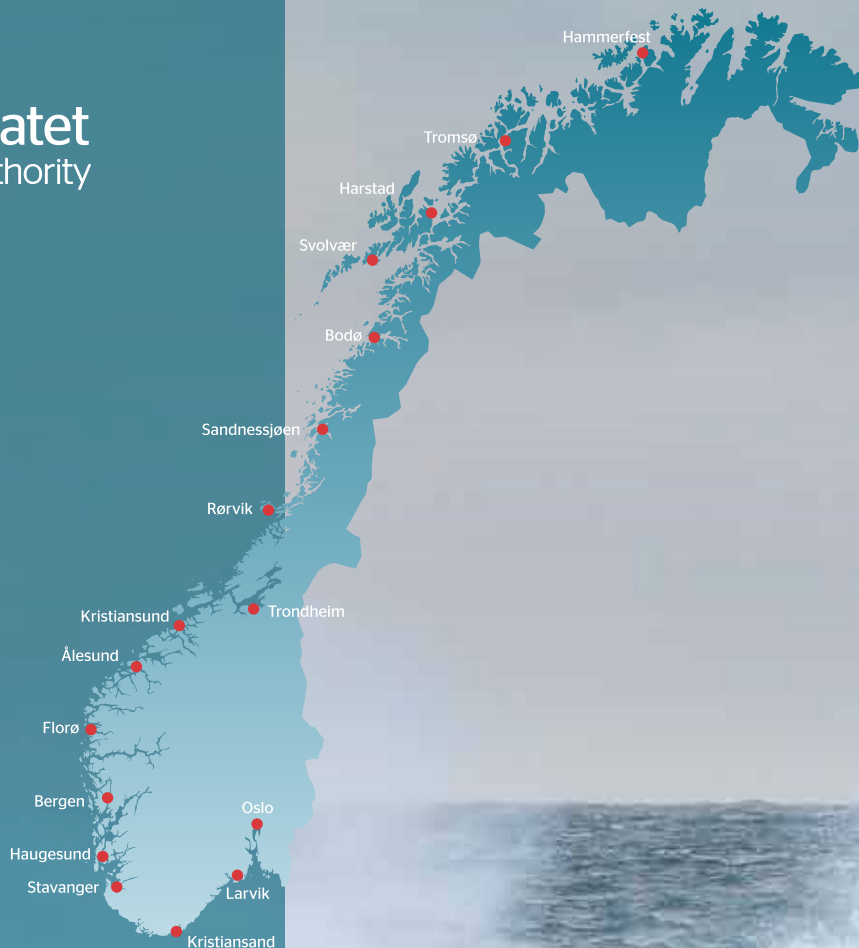 atet
thority
Hammerfest
Tromsø
Harstad
Svolvær
Bodø
Sandnessjøen
Rørvik
Trondheim
Kristiansund
Ålesund
Florø
Bergen
Oslo
Haugesund
Stavanger
Larvik
Kristiansand